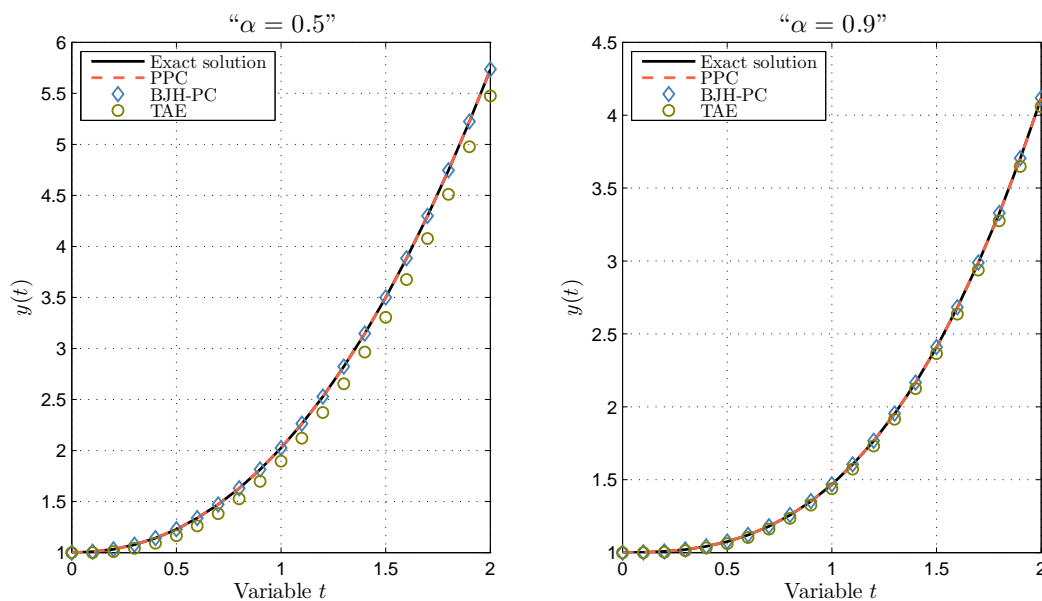 “α = 0.5”
6
5.5
5
4.5
4
3.5
3
2.5
2
1.5
1
y(t)
Exact solution
PPC
BJH-PC
TAE
0
0.5
1
1.5
2
Variable t
“α = 0.9”
4.5
4
3.5
3
2.5
2
1.5
1
y(t)
Exact solution
PPC
BJH-PC
TAE
0
0.5
1
1.5
2
Variable t